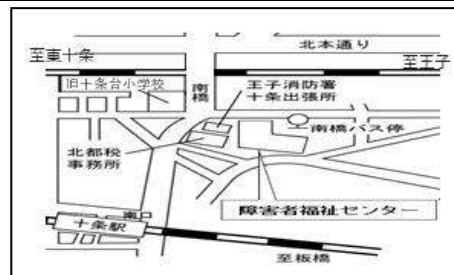 北本通り
至東十条
至王子
旧十条台小学校
南橋
王子消防署
十条出張所
南橋バス停
北都税
事務所
障害者福祉センター
南口
十条駅
至板橋